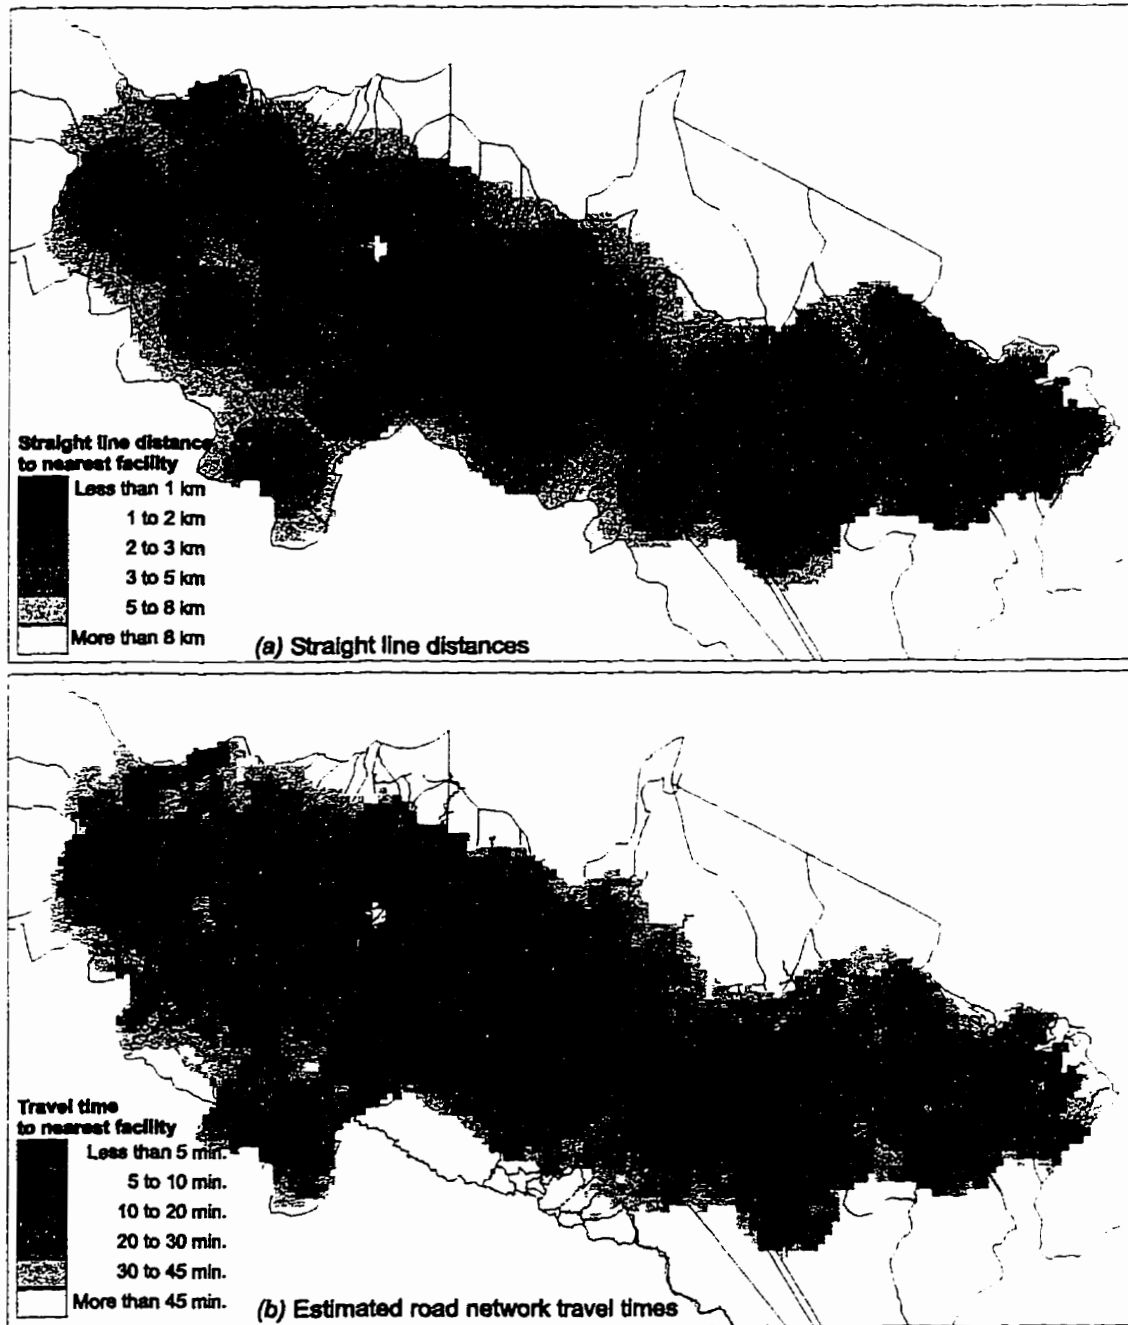 Straight line distance
to nearest facility
Less than 1 km
1 to 2 km
2 to 3 km
3 to 5 km
5 to 8 km
More than 8 km
(a) Straight line distances
Travel time
to nearest facility
Less than 5 min.
5 to 10 min.
10 to 20 min.
20 to 30 min.
30 to 45 min.
More than 45 min.
(b) Estimated road network travel times